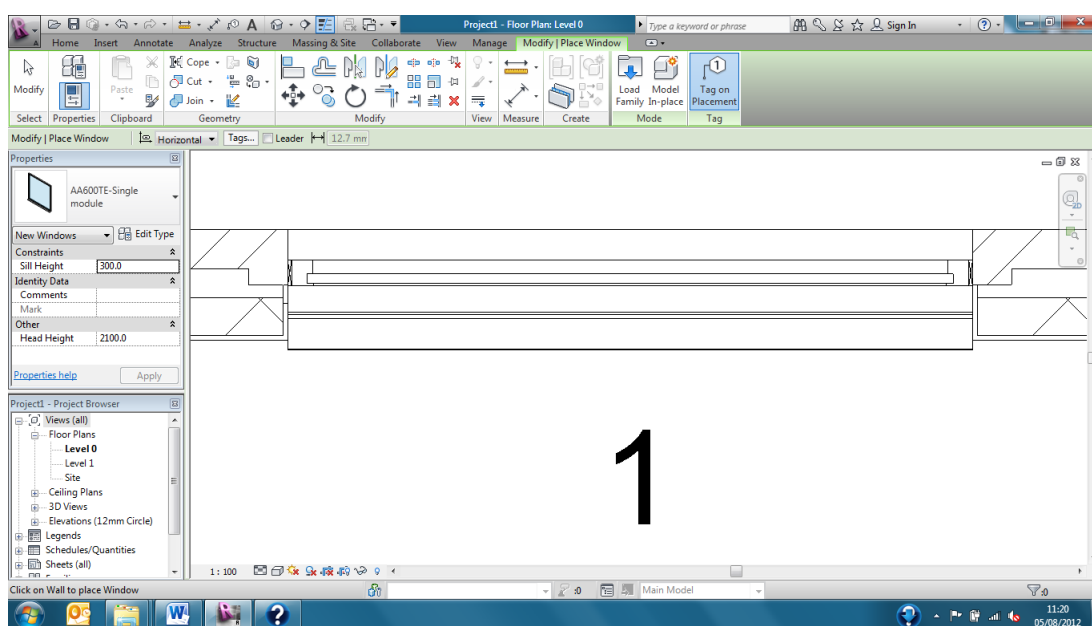 Project1 - Floor Plan: Level 0
Type a keyword or phrase
Sign In
Home Insert Annotate Analyze Structure Massing & Site Collaborate View Manage Modify | Place Window
Modify
Paste
Cope
Cut
Join
Load Family
Model In-place
Tag on Placement
1
Select Properties Clipboard Geometry Modify View Measure Create Mode Tag
Modify | Place Window Horizontal Tags... Leader 12.7 mm
Properties
AA600TE-Single module
New Windows Edit Type
Constraints
Sill Height 300.0
Identity Data
Comments
Mark
Other
Head Height 2100.0
Properties help Apply
2D
1
Project1 - Project Browser
Views (all)
Floor Plans
Level 0
Level 1
Site
Ceiling Plans
3D Views
Elevations (12mm Circle)
Legends
Schedules/Quantities
Sheets (all)
1 : 100
Click on Wall to place Window
:0
Main Model
:0
11:20
05/08/2012